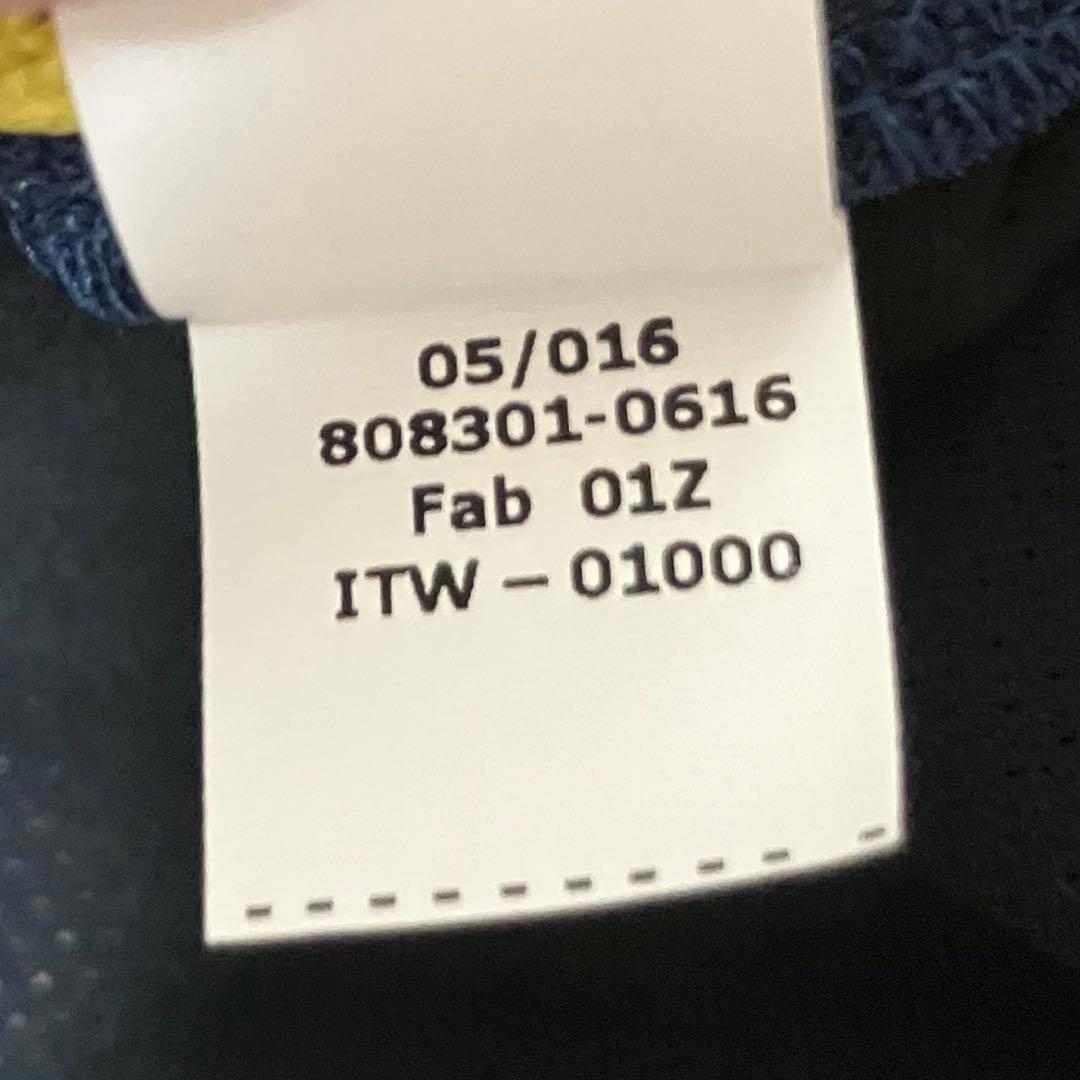 05/016
808301-0616
Fab 01Z
ITW – 01000
- - - - - - - - - -